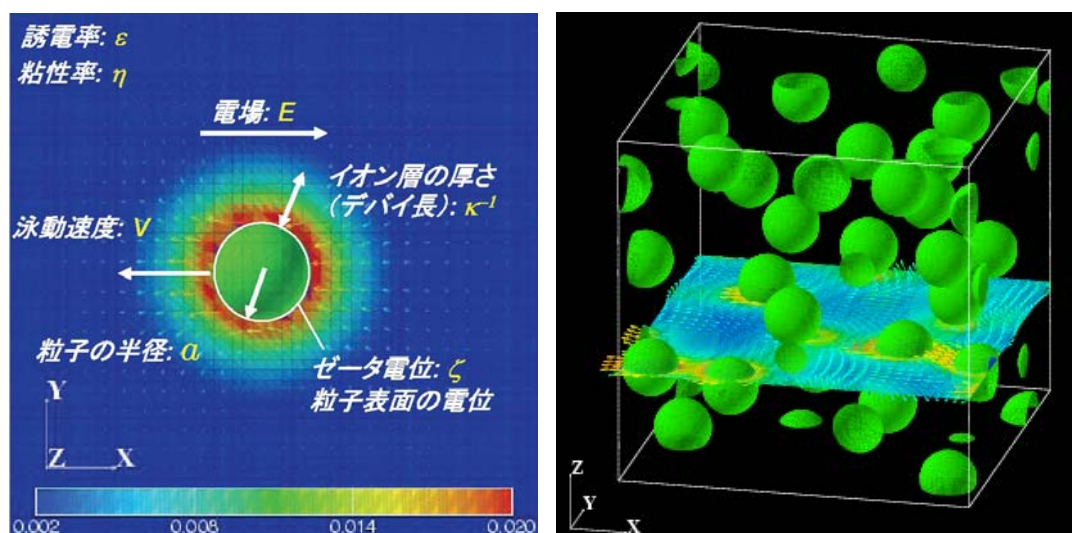 誘電率: ε
粘性率: η
電場: E
イオン層の厚さ
(デバイ長): κ⁻¹
泳動速度: V
粒子の半径: a
ゼータ電位: ζ
粒子表面の電位
Y
Z X
0.002 0.008 0.014 0.020
Z
Y
X